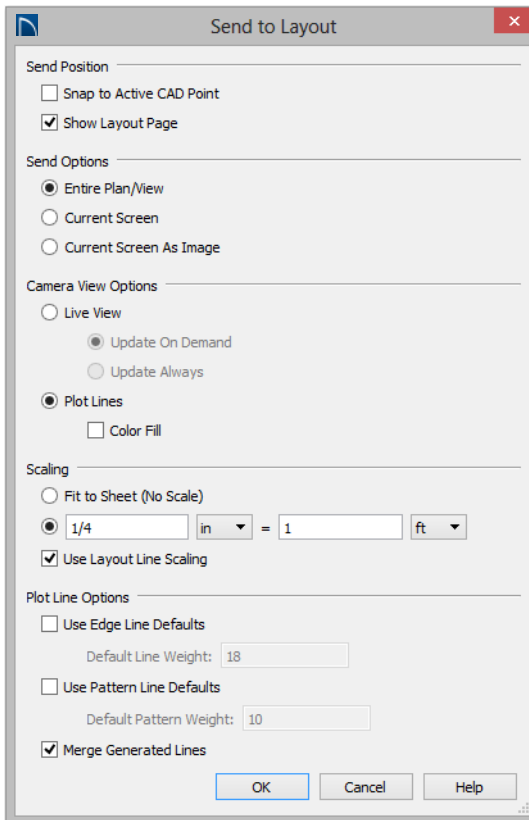 Send to Layout
Send Position
Snap to Active CAD Point
Show Layout Page
Send Options
Entire Plan/View
Current Screen
Current Screen As Image
Camera View Options
Live View
Update On Demand
Update Always
Plot Lines
Color Fill
Scaling
Fit to Sheet (No Scale)
1/4 in = 1 ft
Use Layout Line Scaling
Plot Line Options
Use Edge Line Defaults
Default Line Weight: 18
Use Pattern Line Defaults
Default Pattern Weight: 10
Merge Generated Lines
OK Cancel Help